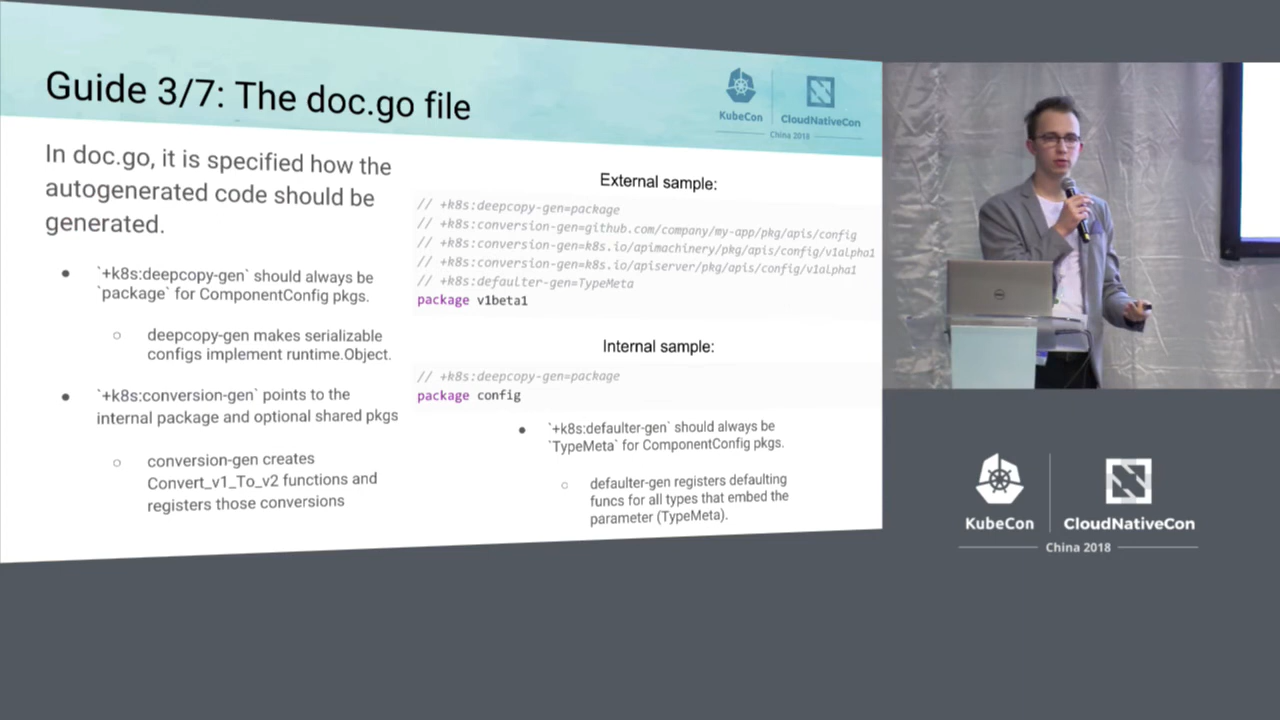 Guide 3/7: The doc.go file
KubeCon
CloudNativeCon
China 2018
In doc.go, it is specified how the
autogenerated code should be
generated.
`+k8s:deepcopy-gen` should always be
`package` for ComponentConfig pkgs.
deepcopy-gen makes serializable
configs implement runtime.Object.
`+k8s:conversion-gen` points to the
internal package and optional shared pkgs
conversion-gen creates
Convert_v1_To_v2 functions and
registers those conversions
External sample:
// +k8s:deepcopy-gen=package
// +k8s:conversion-gen=github.com/company/my-app/pkg/apis/config
// +k8s:conversion-gen=k8s.io/apimachinery/pkg/apis/config/v1alpha1
// +k8s:conversion-gen=k8s.io/apiserver/pkg/apis/config/v1alpha1
// +k8s:defaulter-gen=TypeMeta
package v1beta1
Internal sample:
// +k8s:deepcopy-gen=package
package config
`+k8s:defaulter-gen` should always be
`TypeMeta` for ComponentConfig pkgs.
defaulter-gen registers defaulting
funcs for all types that embed the
parameter (TypeMeta).
KubeCon
CloudNativeCon
China 2018